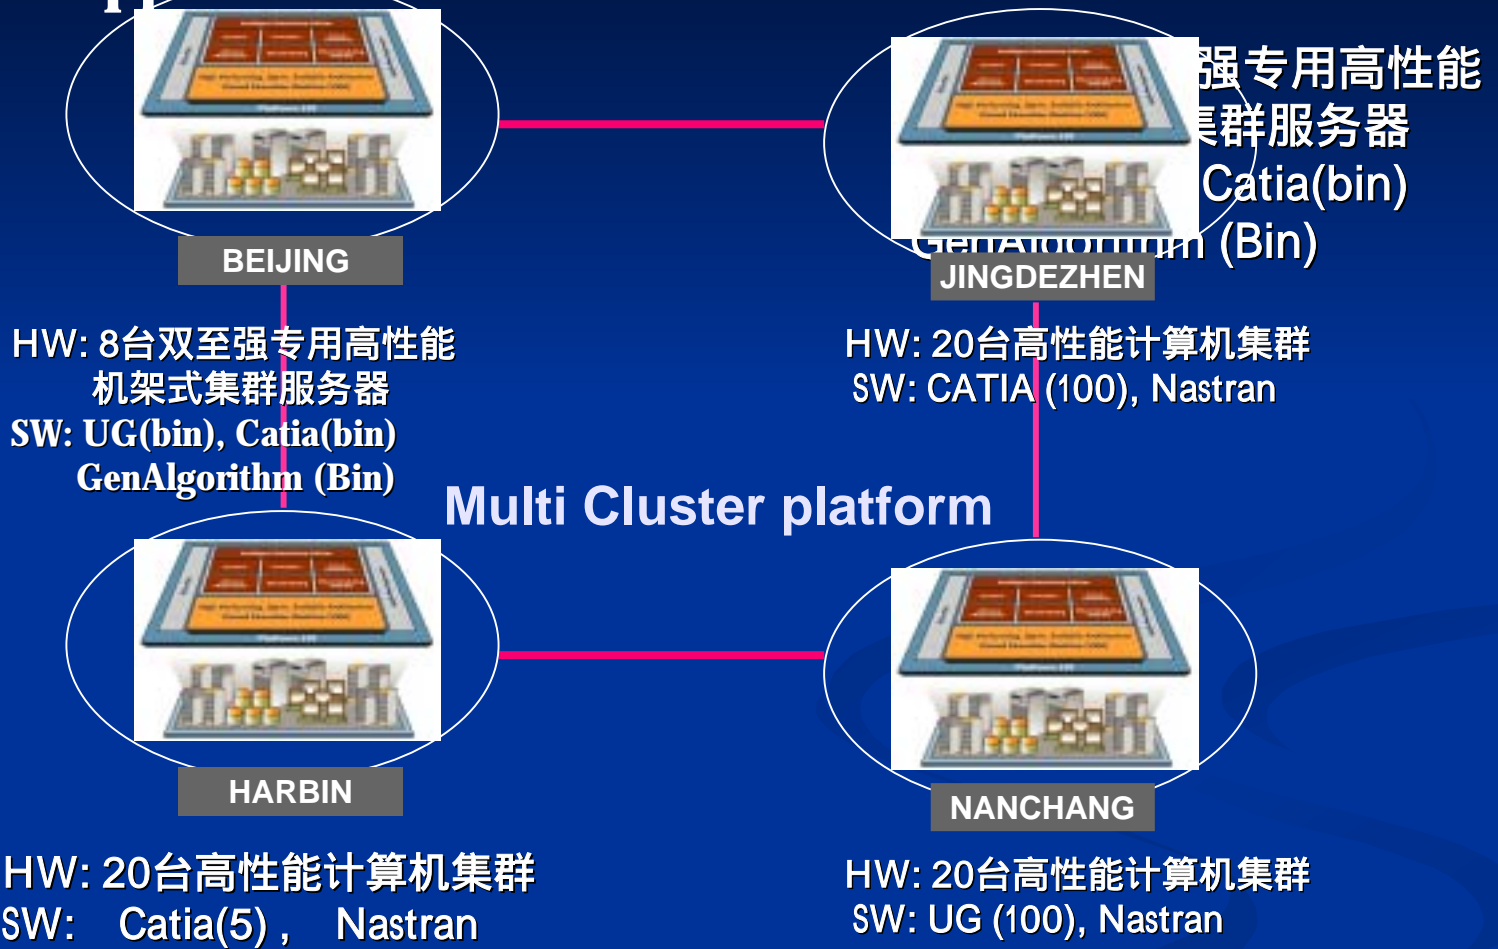 强专用高性能
集群服务器
Catia(bin)
GenAlgorithm (Bin)
BEIJING
JINGDEZHEN
HW: 8台双至强专用高性能
机架式集群服务器
SW: UG(bin), Catia(bin)
GenAlgorithm (Bin)
HW: 20台高性能计算机集群
SW: CATIA (100), Nastran
Multi Cluster platform
HARBIN
NANCHANG
HW: 20台高性能计算机集群
SW: Catia(5) , Nastran
HW: 20台高性能计算机集群
SW: UG (100), Nastran